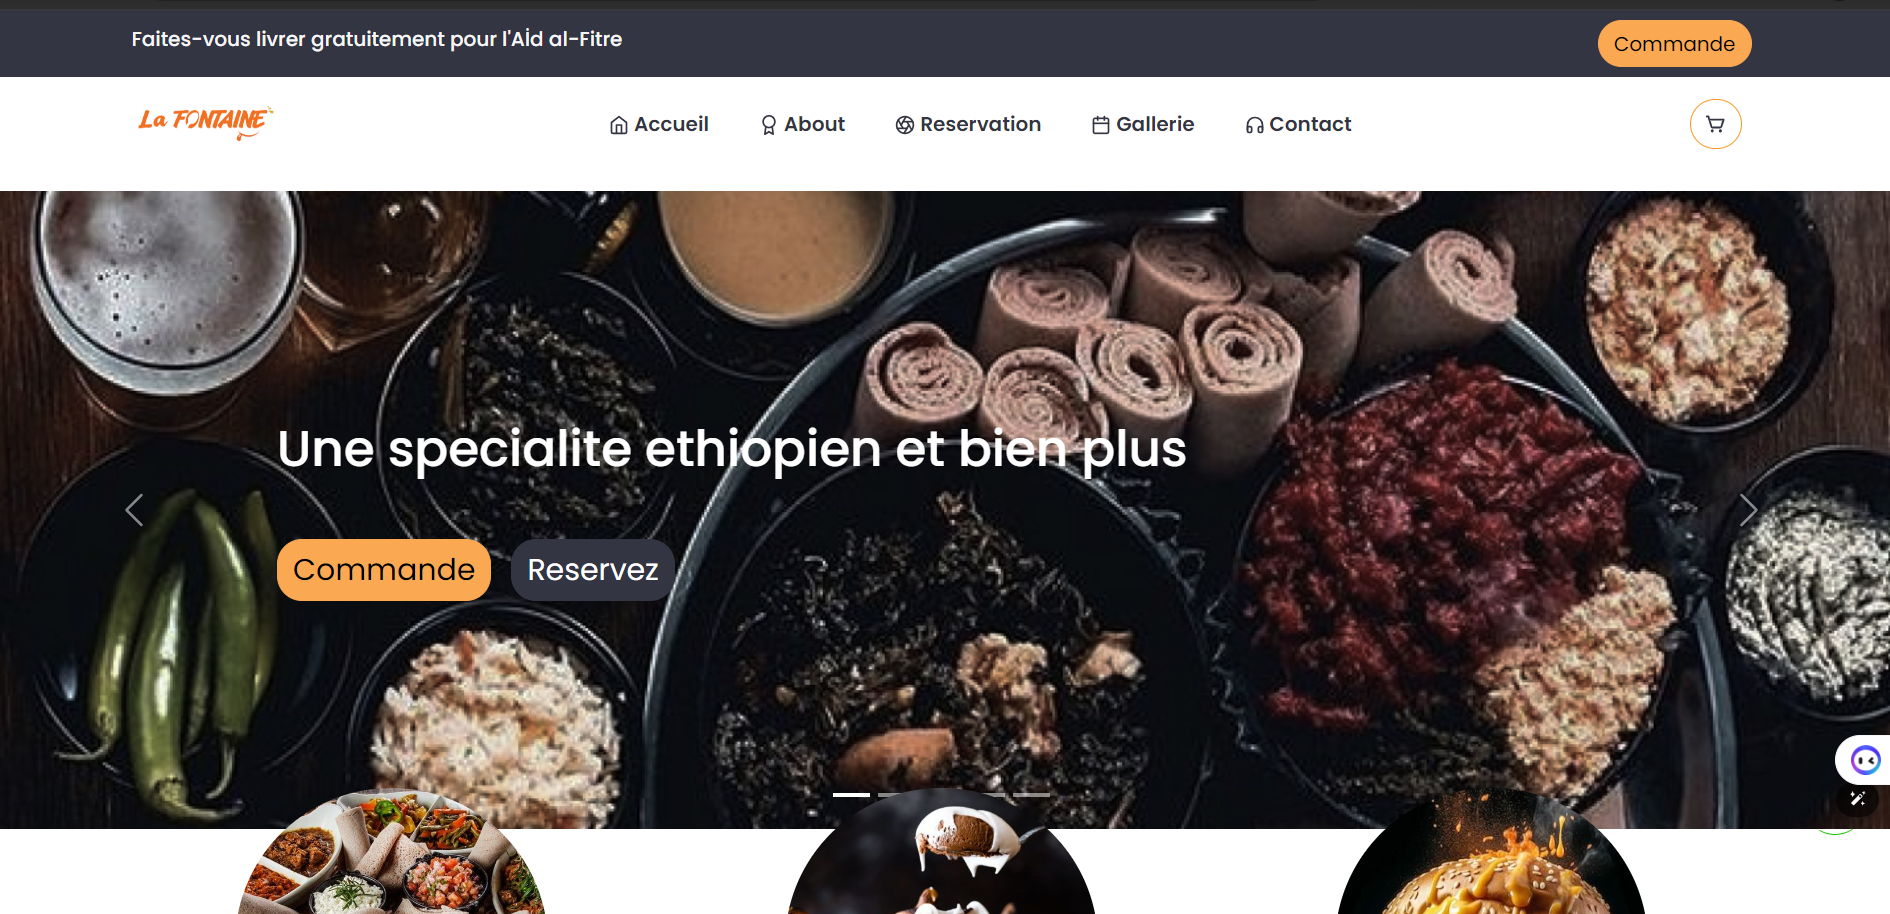 Faites-vous livrer gratuitement pour l'Aïd al-Fitre
Commande
La FONTAINE
Accueil
About
Reservation
Gallerie
Contact
Une specialite ethiopien et bien plus
Commande
Reservez